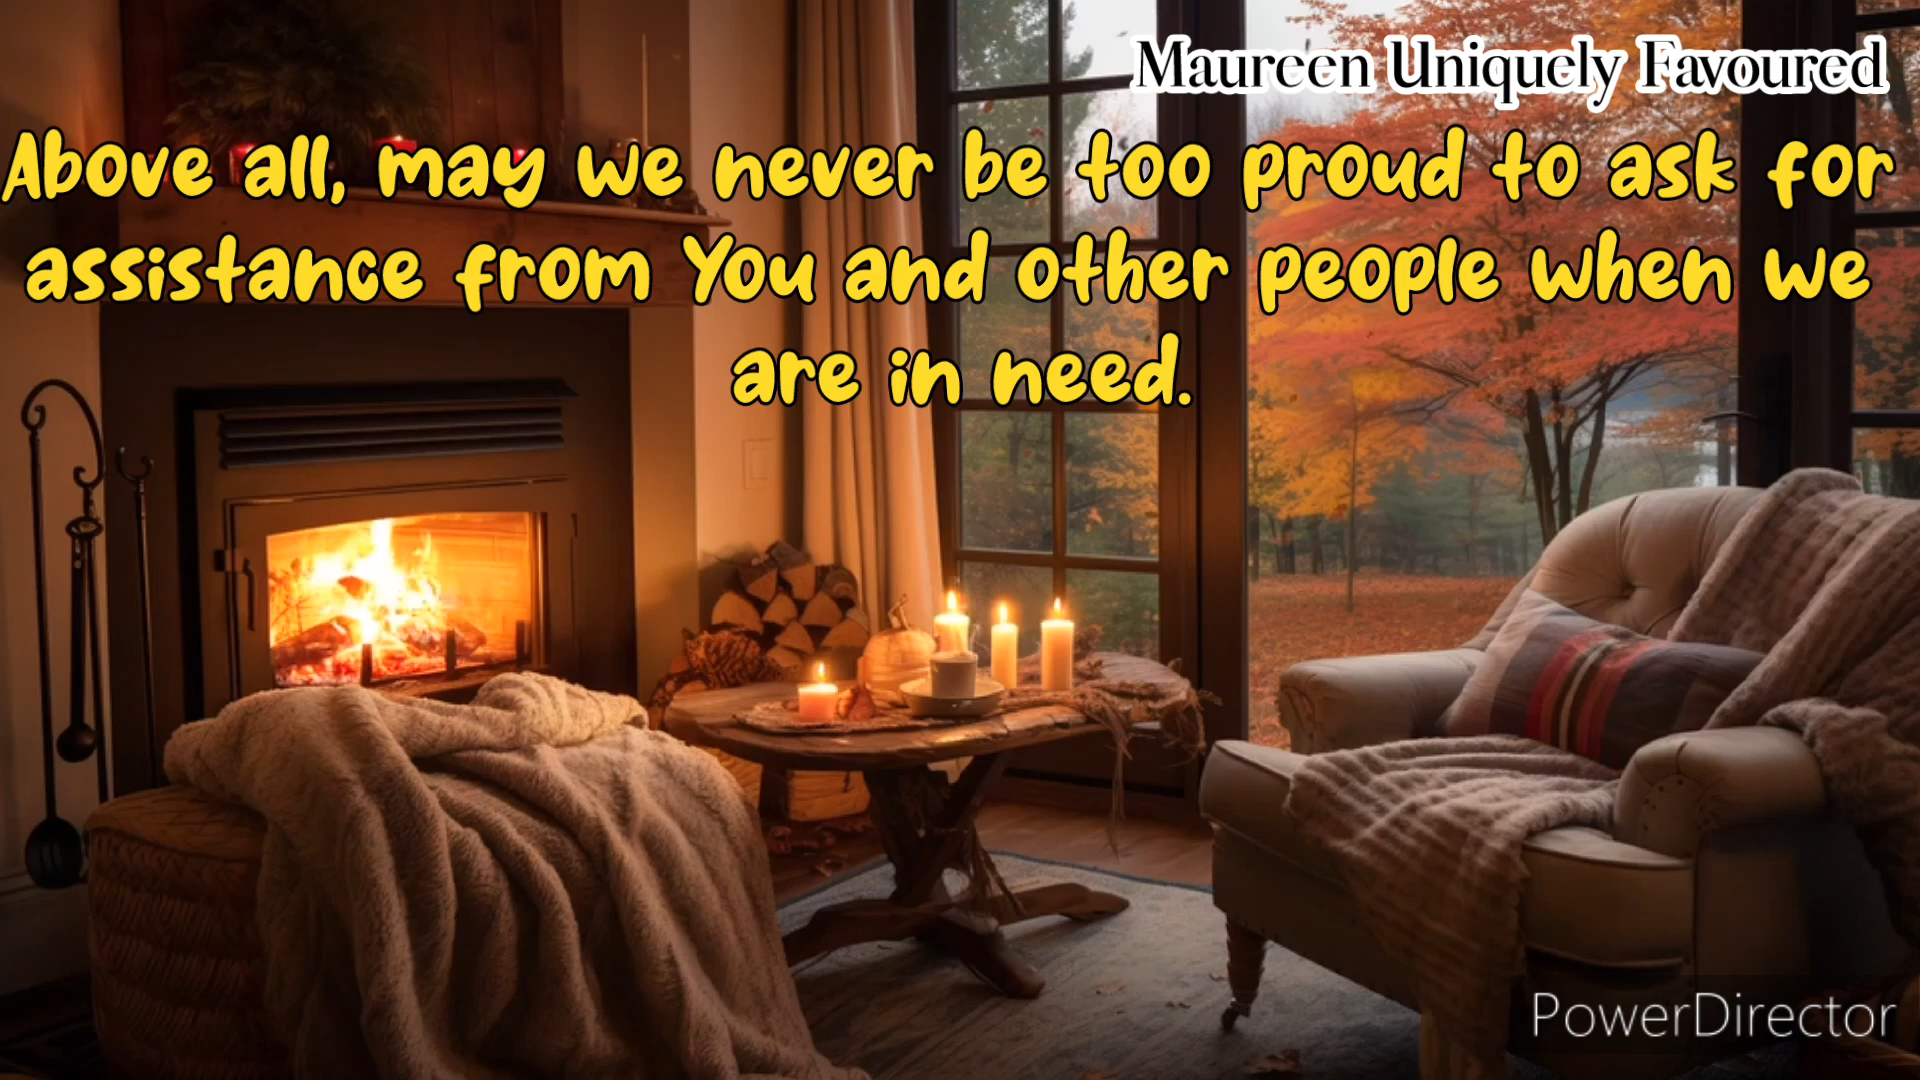 Maureen Uniquely Favoured
Above all, may we never be too proud to ask for
assistance from You and other people when we
are in need.
PowerDirector